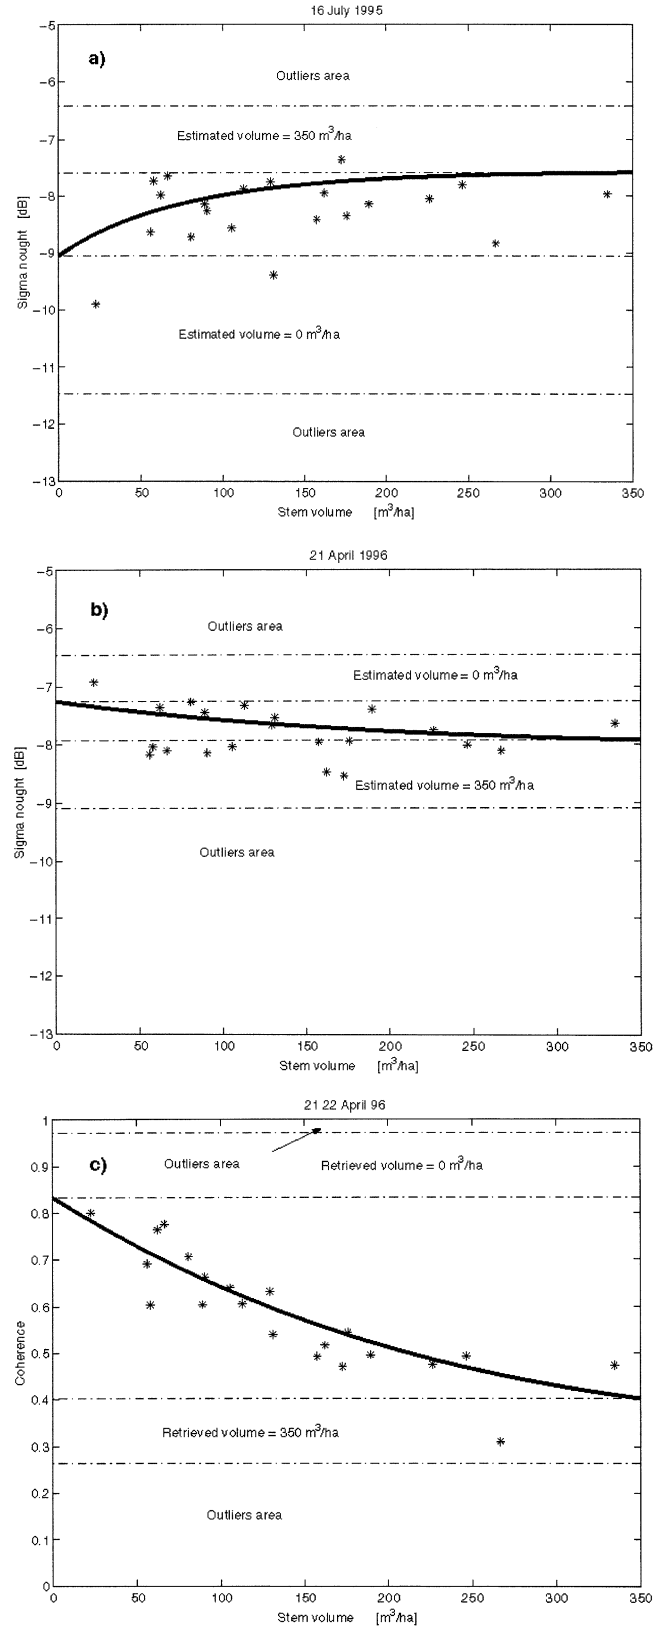 16 July 1995
−5
a)
Outliers area
−6
Estimated volume = 350 m3/ha
−7
−8
Sigma nought [dB]
−9
−10
Estimated volume = 0 m3/ha
−11
−12
Outliers area
−13
0 50 100 150 200 250 300 350
Stem volume [m3/ha]
21 April 1996
−5
b)
Outliers area
−6
Estimated volume = 0 m3/ha
−7
−8
Sigma nought [dB]
Estimated volume = 350 m3/ha
−9
Outliers area
−10
−11
−12
−13
0 50 100 150 200 250 300 350
Stem volume [m3/ha]
21 22 April 96
1
c)
Outliers area
Retrieved volume = 0 m3/ha
0.9
0.8
0.7
0.6
Coherence
0.5
0.4
Retrieved volume = 350 m3/ha
0.3
0.2
Outliers area
0.1
0
0 50 100 150 200 250 300 350
Stem volume [m3/ha]